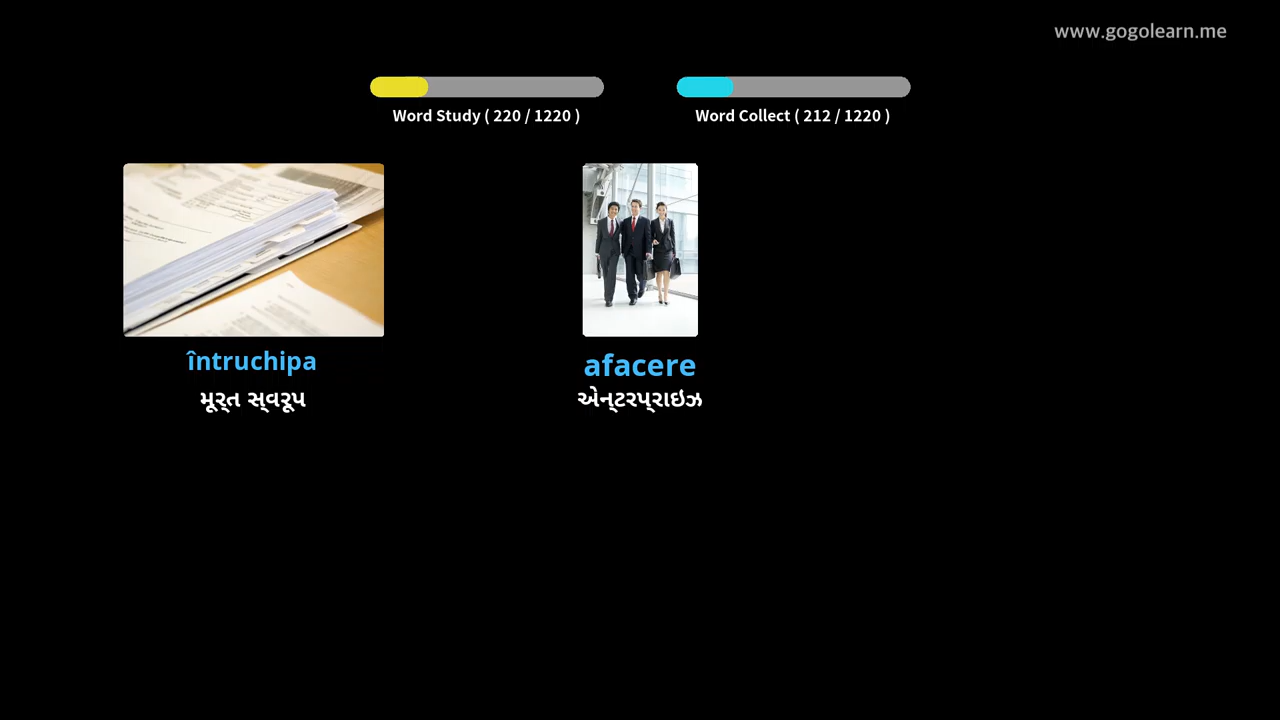 www.gogolearn.me
Word Study ( 220 / 1220 )
Word Collect ( 212 / 1220 )
întruchipa
મૂર્ત સ્વરૂપ
afacere
એન્ટરપ્રાઇઝ